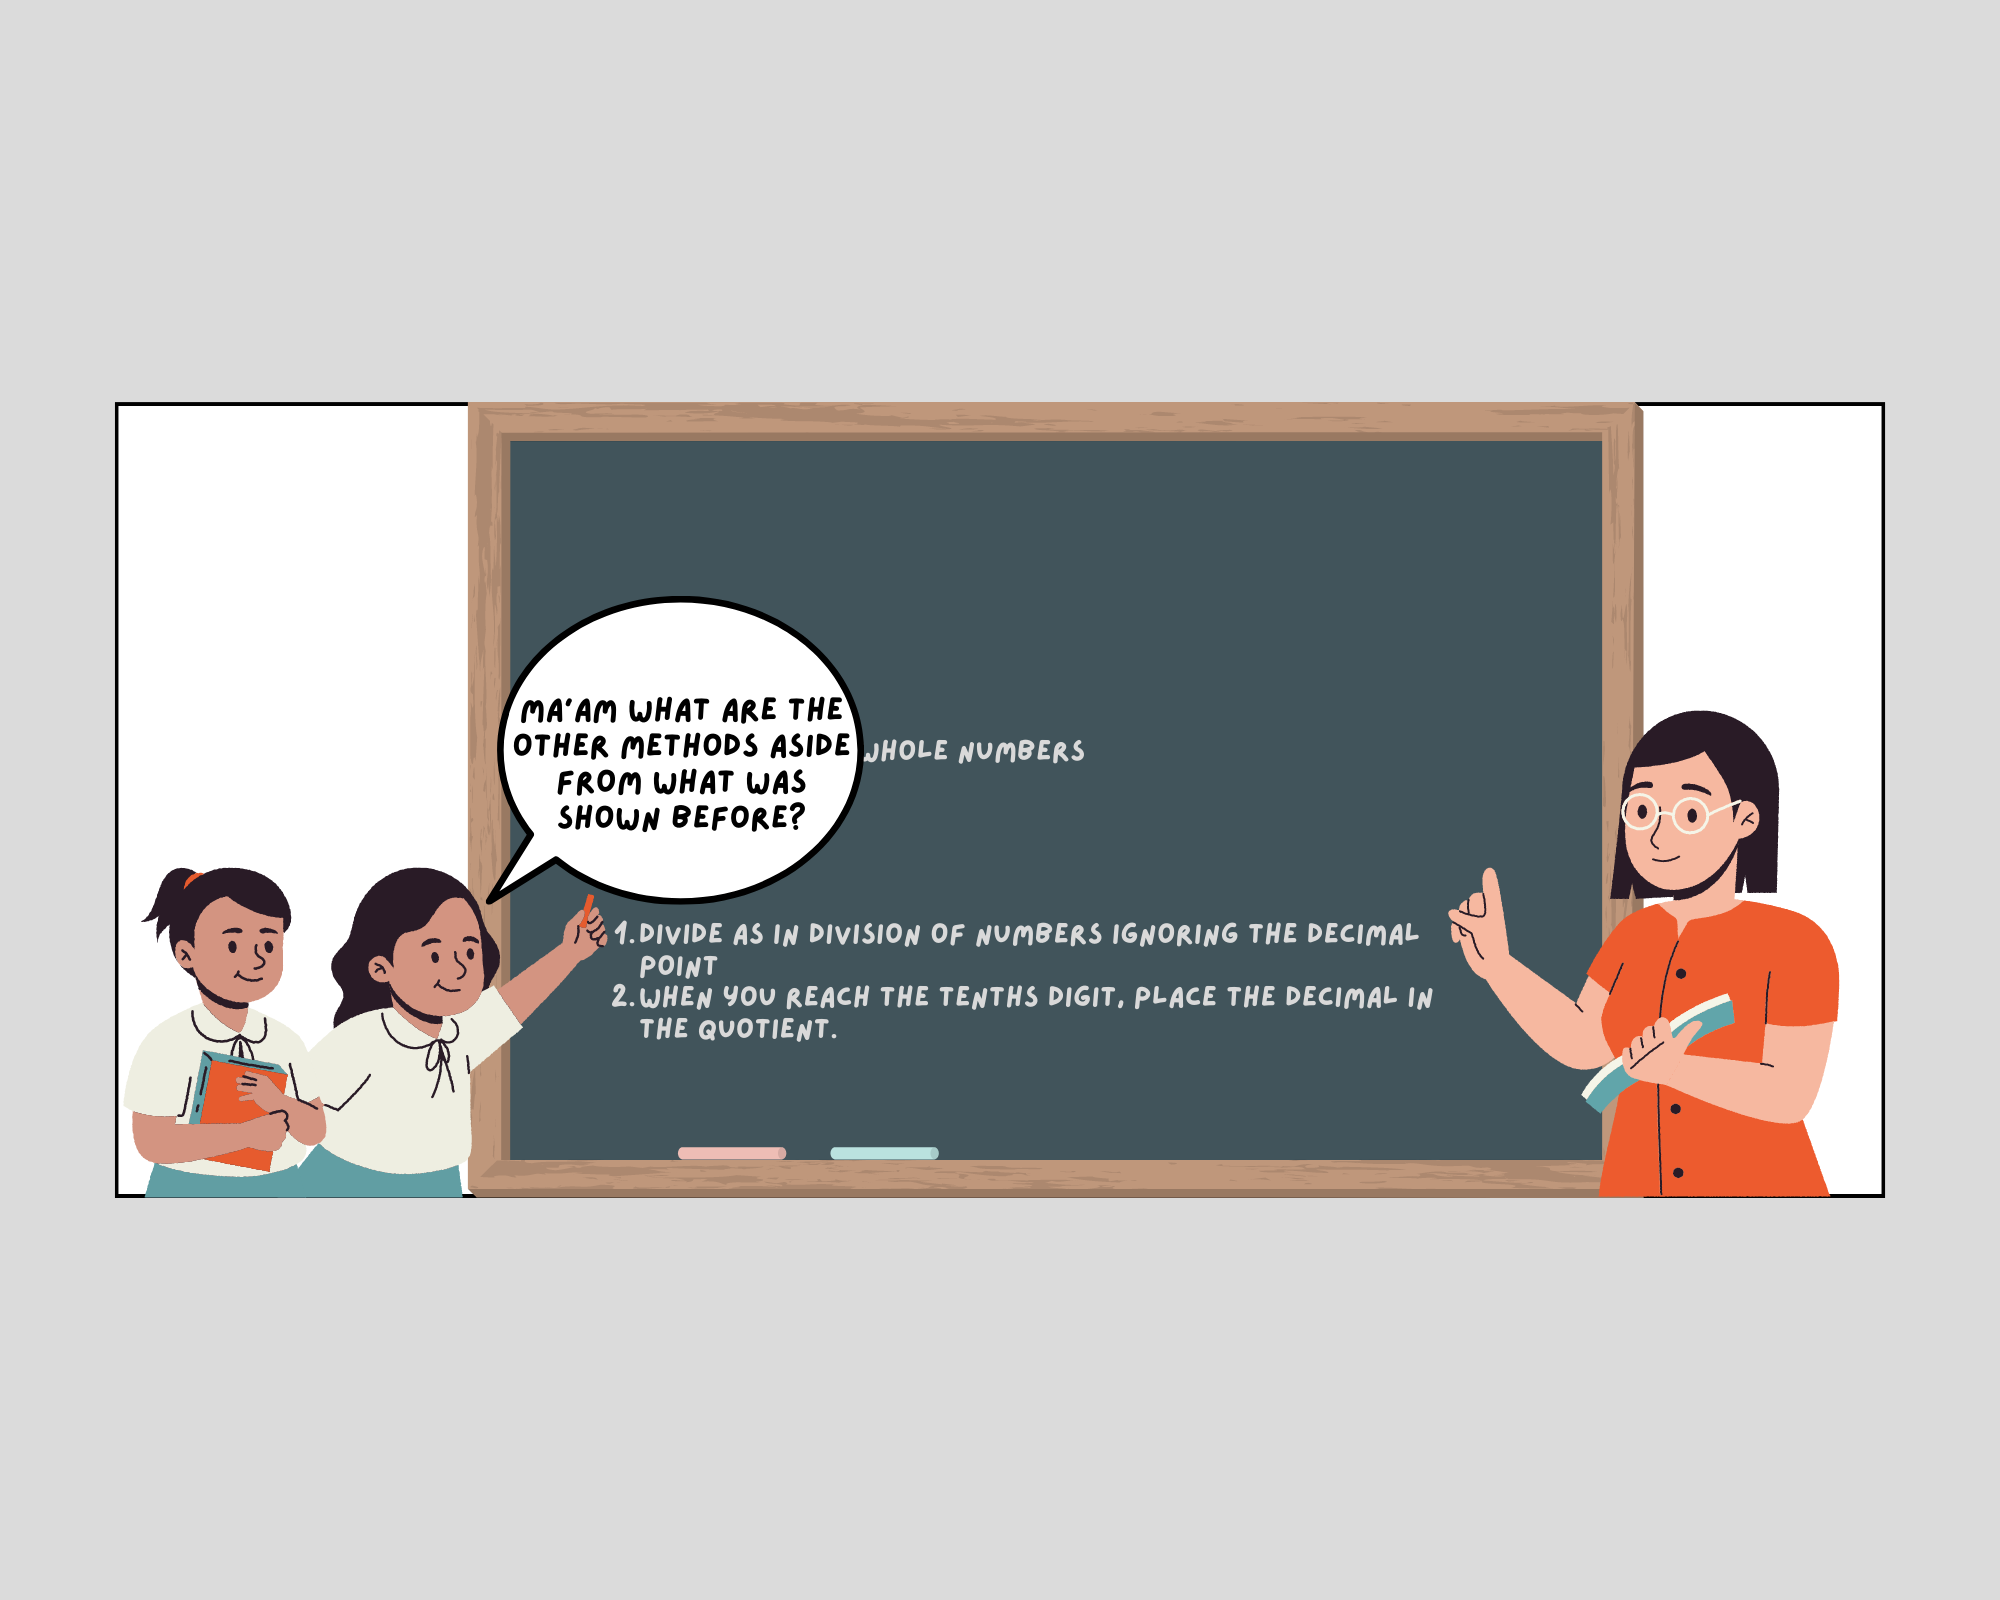 MA'AM WHAT ARE THE
OTHER METHODS ASIDE
FROM WHAT WAS
SHOWN BEFORE?
WHOLE NUMBERS
1. DIVIDE AS IN DIVISION OF NUMBERS IGNORING THE DECIMAL
POINT
2. WHEN YOU REACH THE TENTHS DIGIT, PLACE THE DECIMAL IN
THE QUOTIENT.